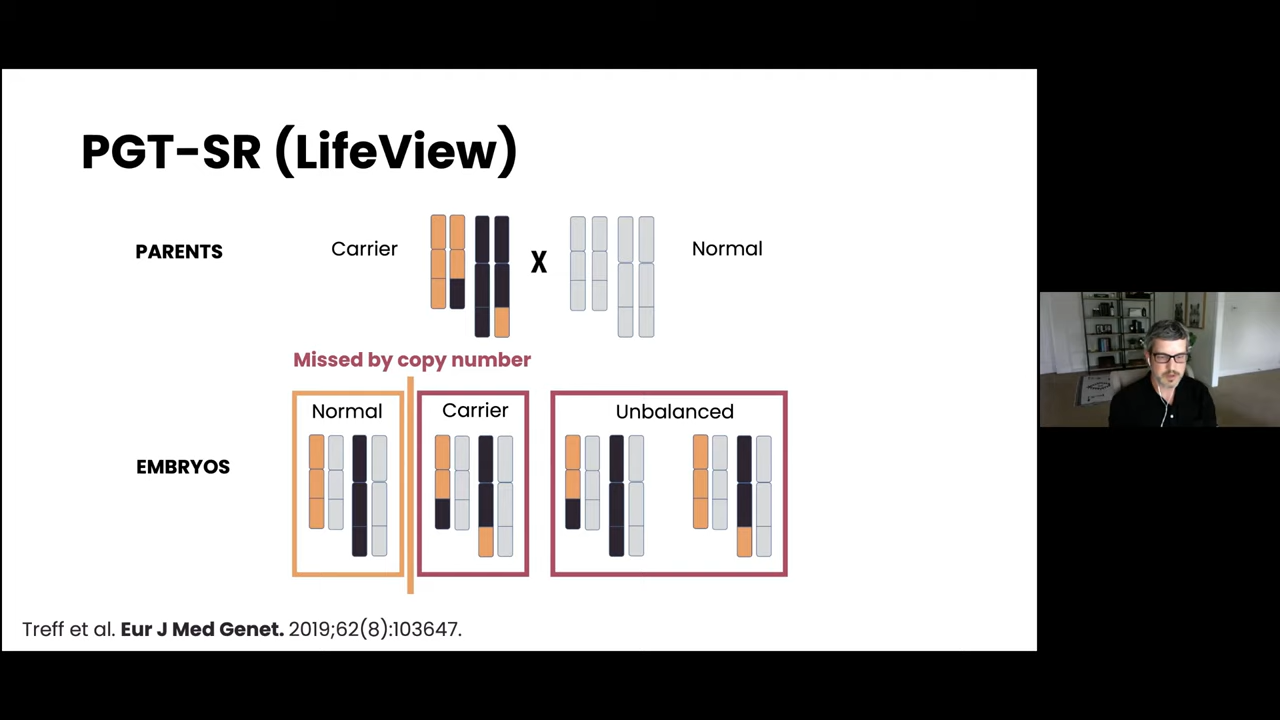 PGT-SR (LifeView)
PARENTS
Carrier
X
Normal
Missed by copy number
Normal
Carrier
Unbalanced
EMBRYOS
Treff et al. Eur J Med Genet. 2019;62(8):103647.